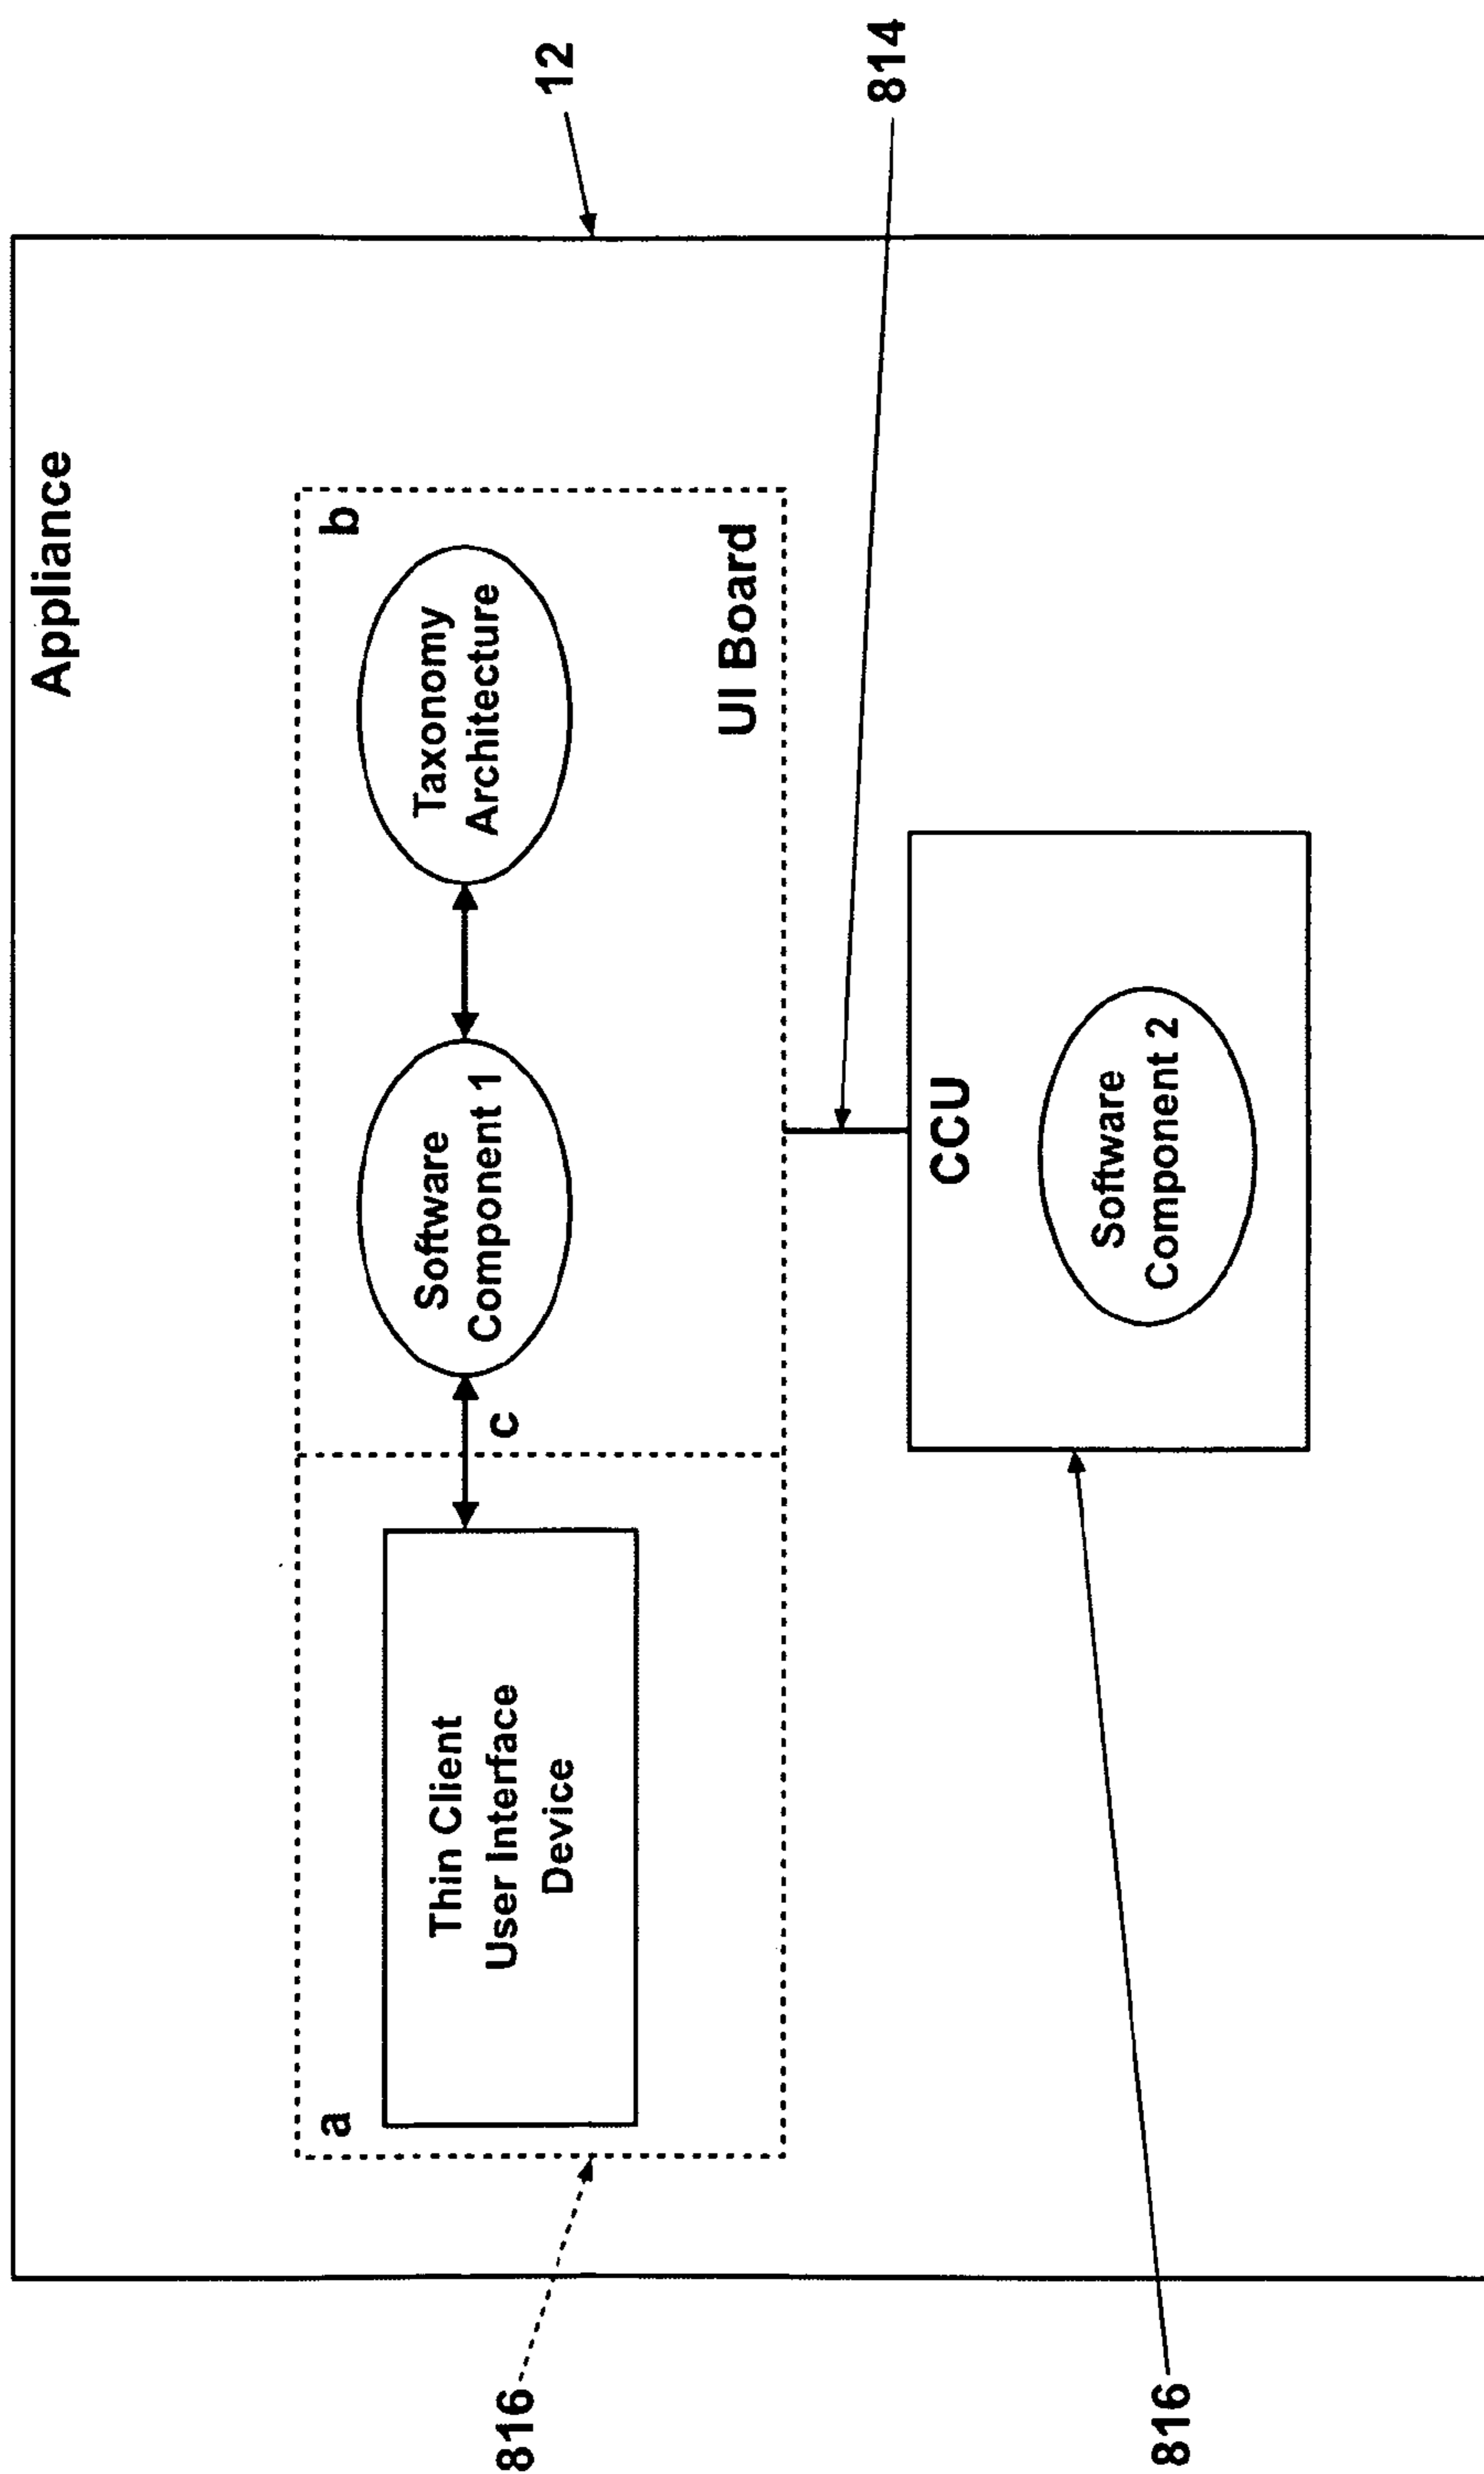 Appliance
12
814
816
816
a
b
Thin Client
User Interface
Device
c
Software
Component 1
Taxonomy
Architecture
UI Board
CCU
Software
Component 2